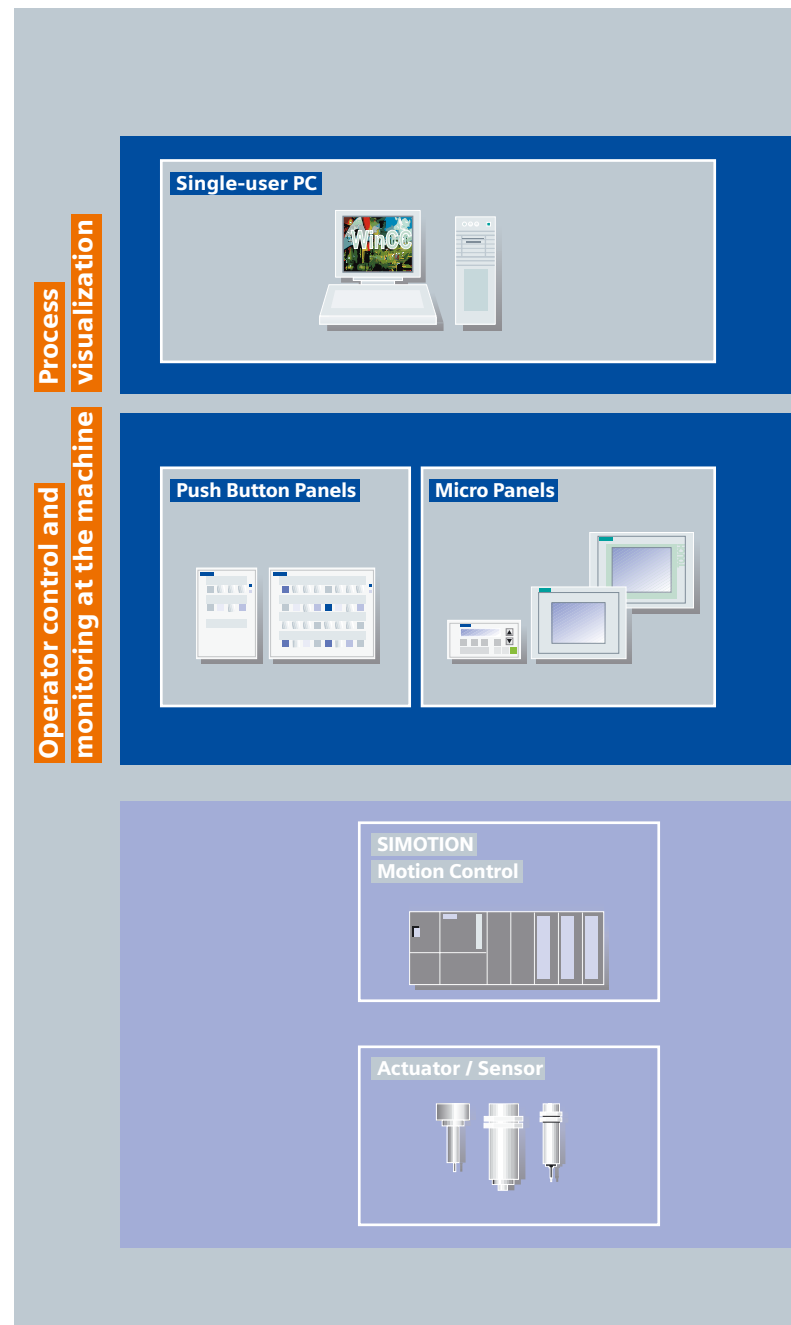 Process
visualization
Single-user PC
WinCC
Operator control and
monitoring at the machine
Push Button Panels
Micro Panels
SIMOTION
Motion Control
Actuator / Sensor